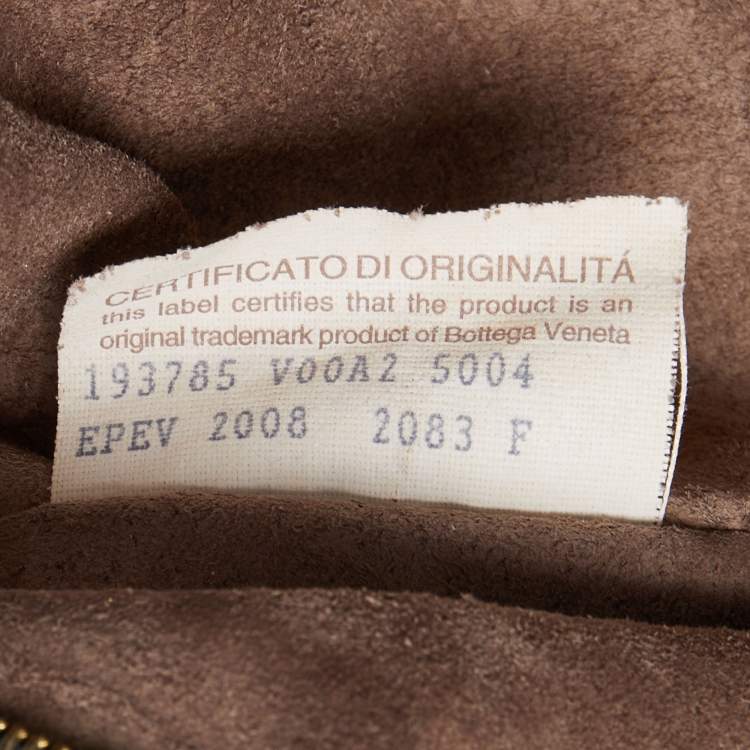 CERTIFICATO DI ORIGINALITÁ
this label certifies that the product is an
original trademark product of Bottega Veneta
193785 V00A2 5004
EPEV 2008 2083 F